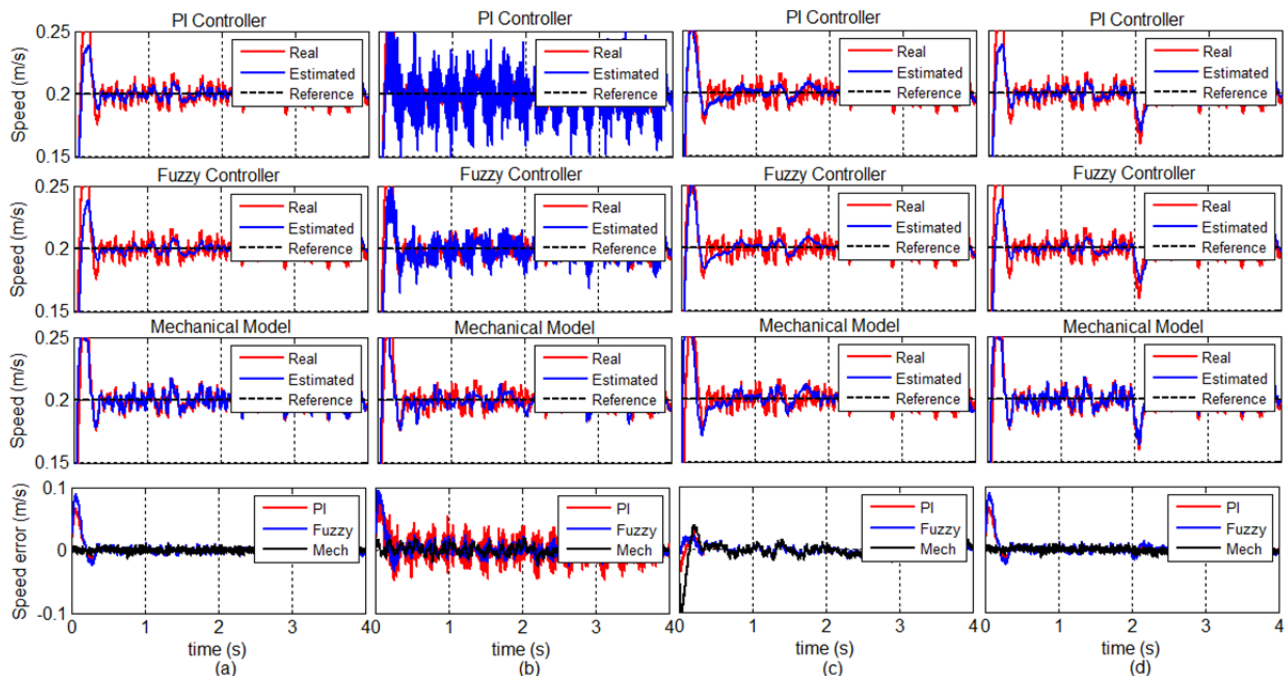 PI Controller PI Controller PI Controller PI Controller
Speed (m/s)
0.25
0.2
0.15
Real
Estimated
Reference
Real
Estimated
Reference
Real
Estimated
Reference
Real
Estimated
Reference
Fuzzy Controller Fuzzy Controller Fuzzy Controller Fuzzy Controller
Speed (m/s)
0.25
0.2
0.15
Real
Estimated
Reference
Real
Estimated
Reference
Real
Estimated
Reference
Real
Estimated
Reference
Mechanical Model Mechanical Model Mechanical Model Mechanical Model
Speed (m/s)
0.25
0.2
0.15
Real
Estimated
Reference
Real
Estimated
Reference
Real
Estimated
Reference
Real
Estimated
Reference
Speed error (m/s)
0.1
0
-0.1
PI
Fuzzy
Mech
PI
Fuzzy
Mech
PI
Fuzzy
Mech
PI
Fuzzy
Mech
0 1 2 3 40 1 2 3 40 1 2 3 40 1 2 3 4
time (s) time (s) time (s) time (s)
(a) (b) (c) (d)